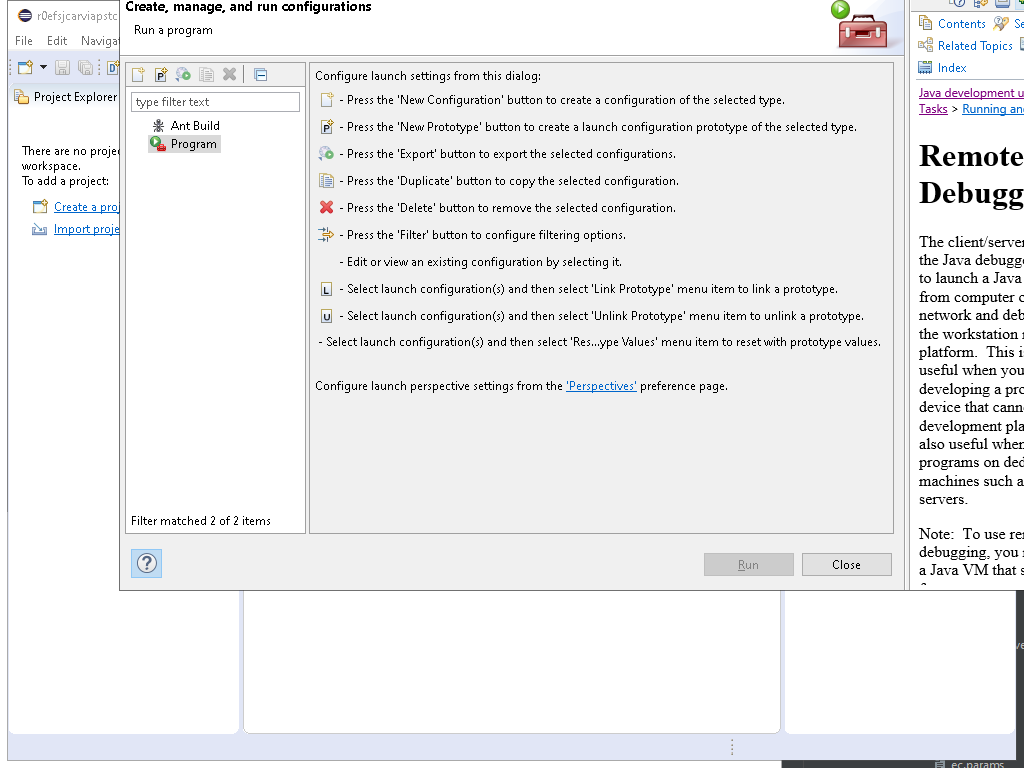 r0efsjcarviapstc
File Edit Naviga
Project Explorer
There are no proje
workspace.
To add a project:
Create a proj
Import proje
Create, manage, and run configurations
Run a program
type filter text
Ant Build
Program
Filter matched 2 of 2 items
Configure launch settings from this dialog:
- Press the 'New Configuration' button to create a configuration of the selected type.
- Press the 'New Prototype' button to create a launch configuration prototype of the selected type.
- Press the 'Export' button to export the selected configurations.
- Press the 'Duplicate' button to copy the selected configuration.
- Press the 'Delete' button to remove the selected configuration.
- Press the 'Filter' button to configure filtering options.
- Edit or view an existing configuration by selecting it.
L - Select launch configuration(s) and then select 'Link Prototype' menu item to link a prototype.
U - Select launch configuration(s) and then select 'Unlink Prototype' menu item to unlink a prototype.
- Select launch configuration(s) and then select 'Res...ype Values' menu item to reset with prototype values.
Configure launch perspective settings from the 'Perspectives' preference page.
Run
Close
Contents Se
Related Topics
Index
Java development u
Tasks > Running an
Remote
Debugg
The client/server
the Java debugge
to launch a Java
from computer o
network and deb
the workstation r
platform. This is
useful when you
developing a pro
device that canno
development pla
also useful when
programs on ded
machines such a
servers.
Note: To use re
debugging, you
a Java VM that s
ec.params